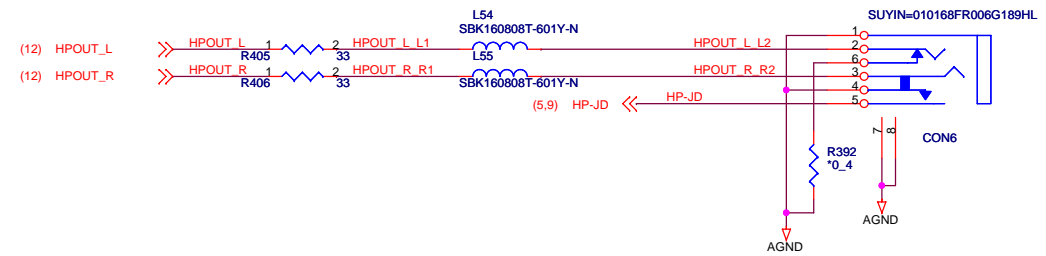 L54
SBK160808T-601Y-N
SUYIN=010168FR006G189HL
(12) HPOUT_L HPOUT_L 1 2 HPOUT_L_L1 HPOUT_L_L2 1
R405 33 L55 2
6
(12) HPOUT_R HPOUT_R 1 2 HPOUT_R_R1 HPOUT_R_R2 3
R406 33 SBK160808T-601Y-N 4
(5,9) HP-JD HP-JD 5
7 8 CON6
R392
*0_4
AGND
AGND